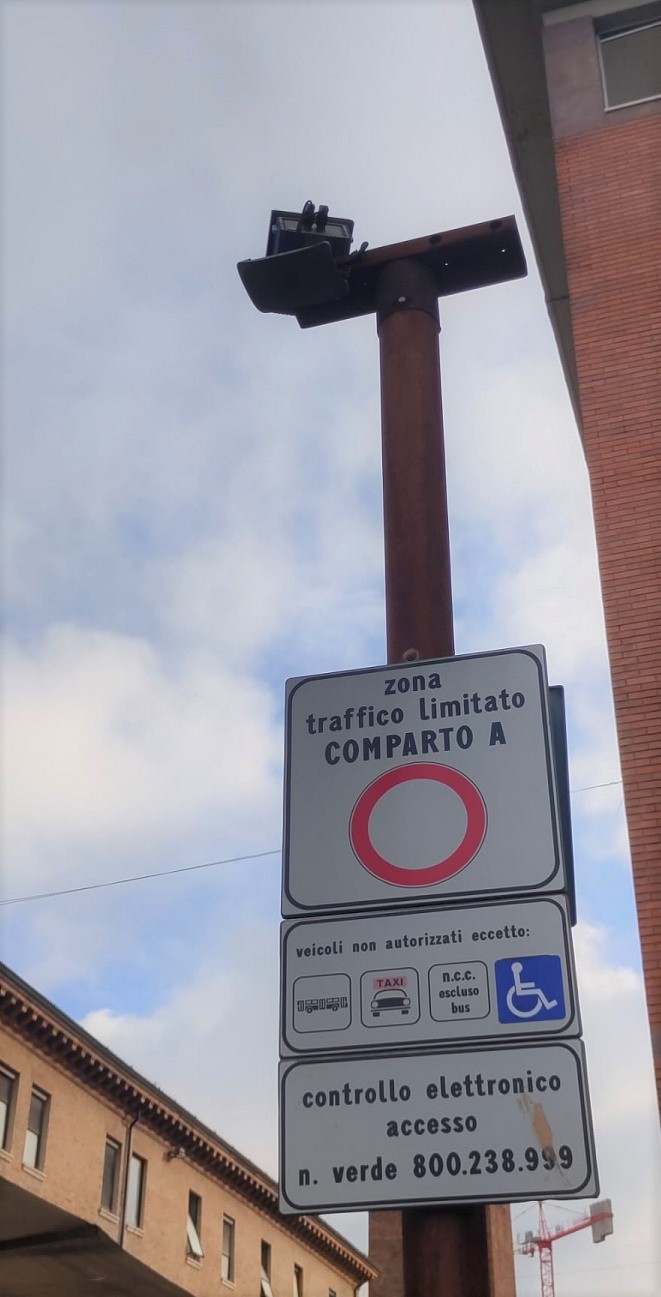 zona
traffico limitato
COMPARTO A
veicoli non autorizzati eccetto:
TAXI
n.c.c.
escluso
bus
controllo elettronico
accesso
n. verde 800.238.999